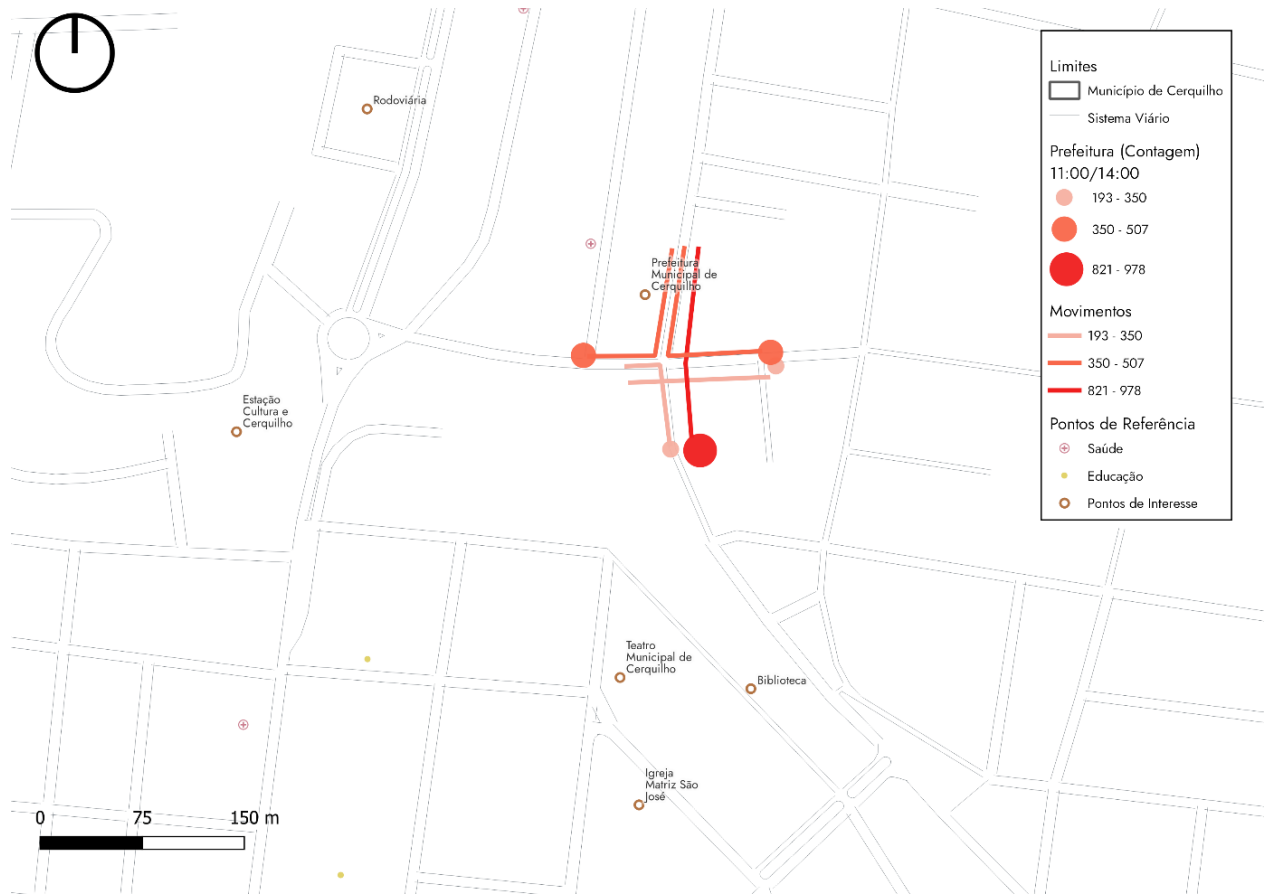 Rodoviária
Prefeitura
Municipal de
Cerquilho
Estação
Cultura e
Cerquilho
Teatro
Municipal de
Cerquilho
Biblioteca
Igreja
Matriz São
José
0 75 150 m
Limites
Município de Cerquilho
Sistema Viário
Prefeitura (Contagem)
11:00/14:00
193 - 350
350 - 507
821 - 978
Movimentos
193 - 350
350 - 507
821 - 978
Pontos de Referência
Saúde
Educação
Pontos de Interesse